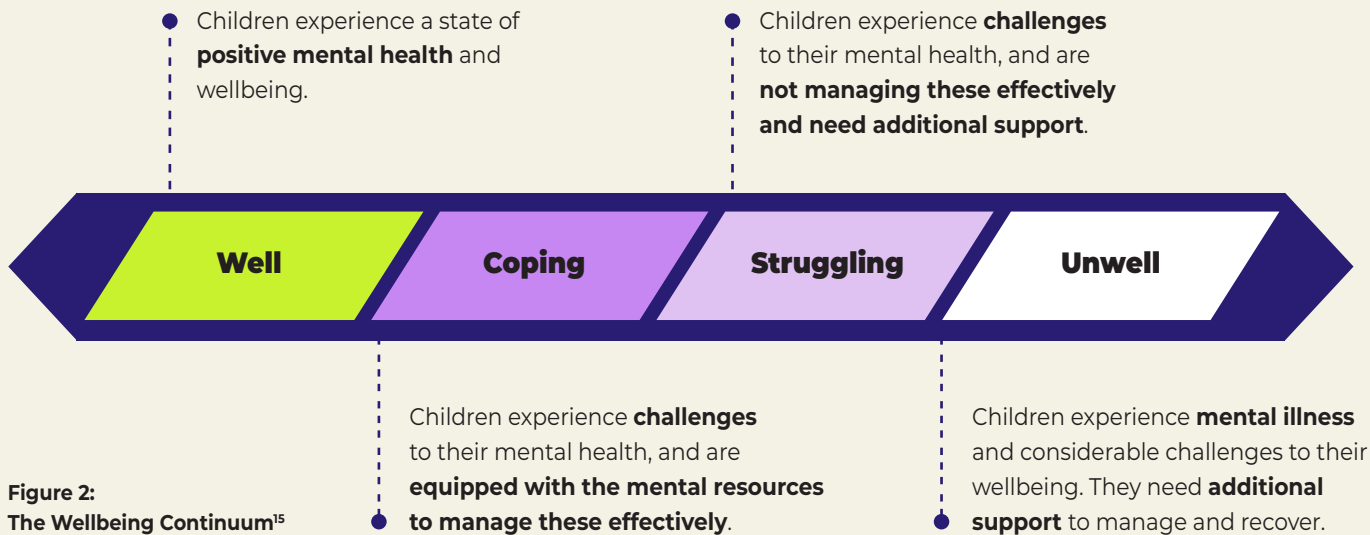 Children experience a state of
positive mental health and
wellbeing.
Children experience challenges
to their mental health, and are
not managing these effectively
and need additional support.
Well
Coping
Struggling
Unwell
Children experience challenges
to their mental health, and are
equipped with the mental resources
to manage these effectively.
Children experience mental illness
and considerable challenges to their
wellbeing. They need additional
support to manage and recover.
Figure 2:
The Wellbeing Continuum¹⁵